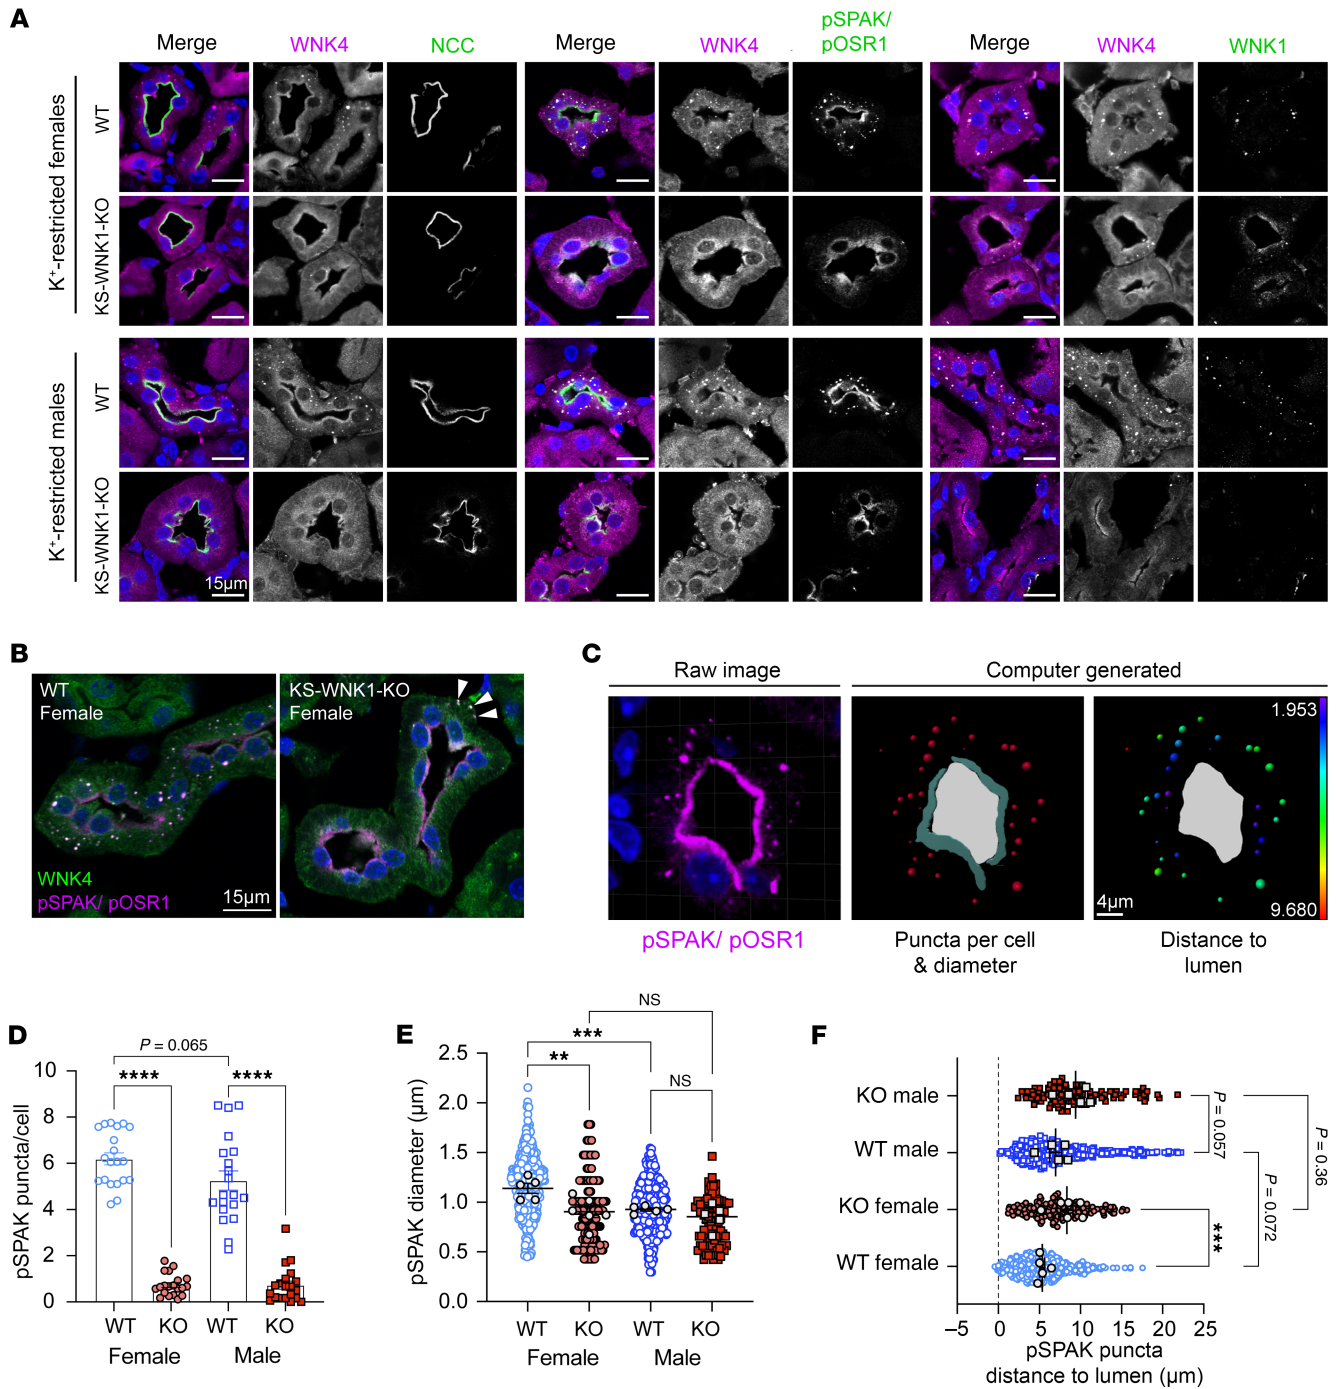 A
Merge
WNK4
NCC
Merge
WNK4
pSPAK/
pOSR1
Merge
WNK4
WNK1
K⁺-restricted females
WT
KS-WNK1-KO
K⁺-restricted males
WT
KS-WNK1-KO
15µm
B
WT
Female
KS-WNK1-KO
Female
WNK4
pSPAK/ pOSR1
15µm
C
Raw image
Computer generated
1.953
9.680
4µm
pSPAK/ pOSR1
Puncta per cell
& diameter
Distance to
lumen
D
P = 0.065
****
****
pSPAK puncta/cell
10
8
6
4
2
0
WT
KO
WT
KO
Female
Male
E
NS
***
**
NS
pSPAK diameter (µm)
2.5
2.0
1.5
1.0
0.5
0.0
WT
KO
WT
KO
Female
Male
F
KO male
WT male
KO female
WT female
P = 0.057
P = 0.36
P = 0.072
***
–5
0
5
10
15
20
25
pSPAK puncta
distance to lumen (µm)